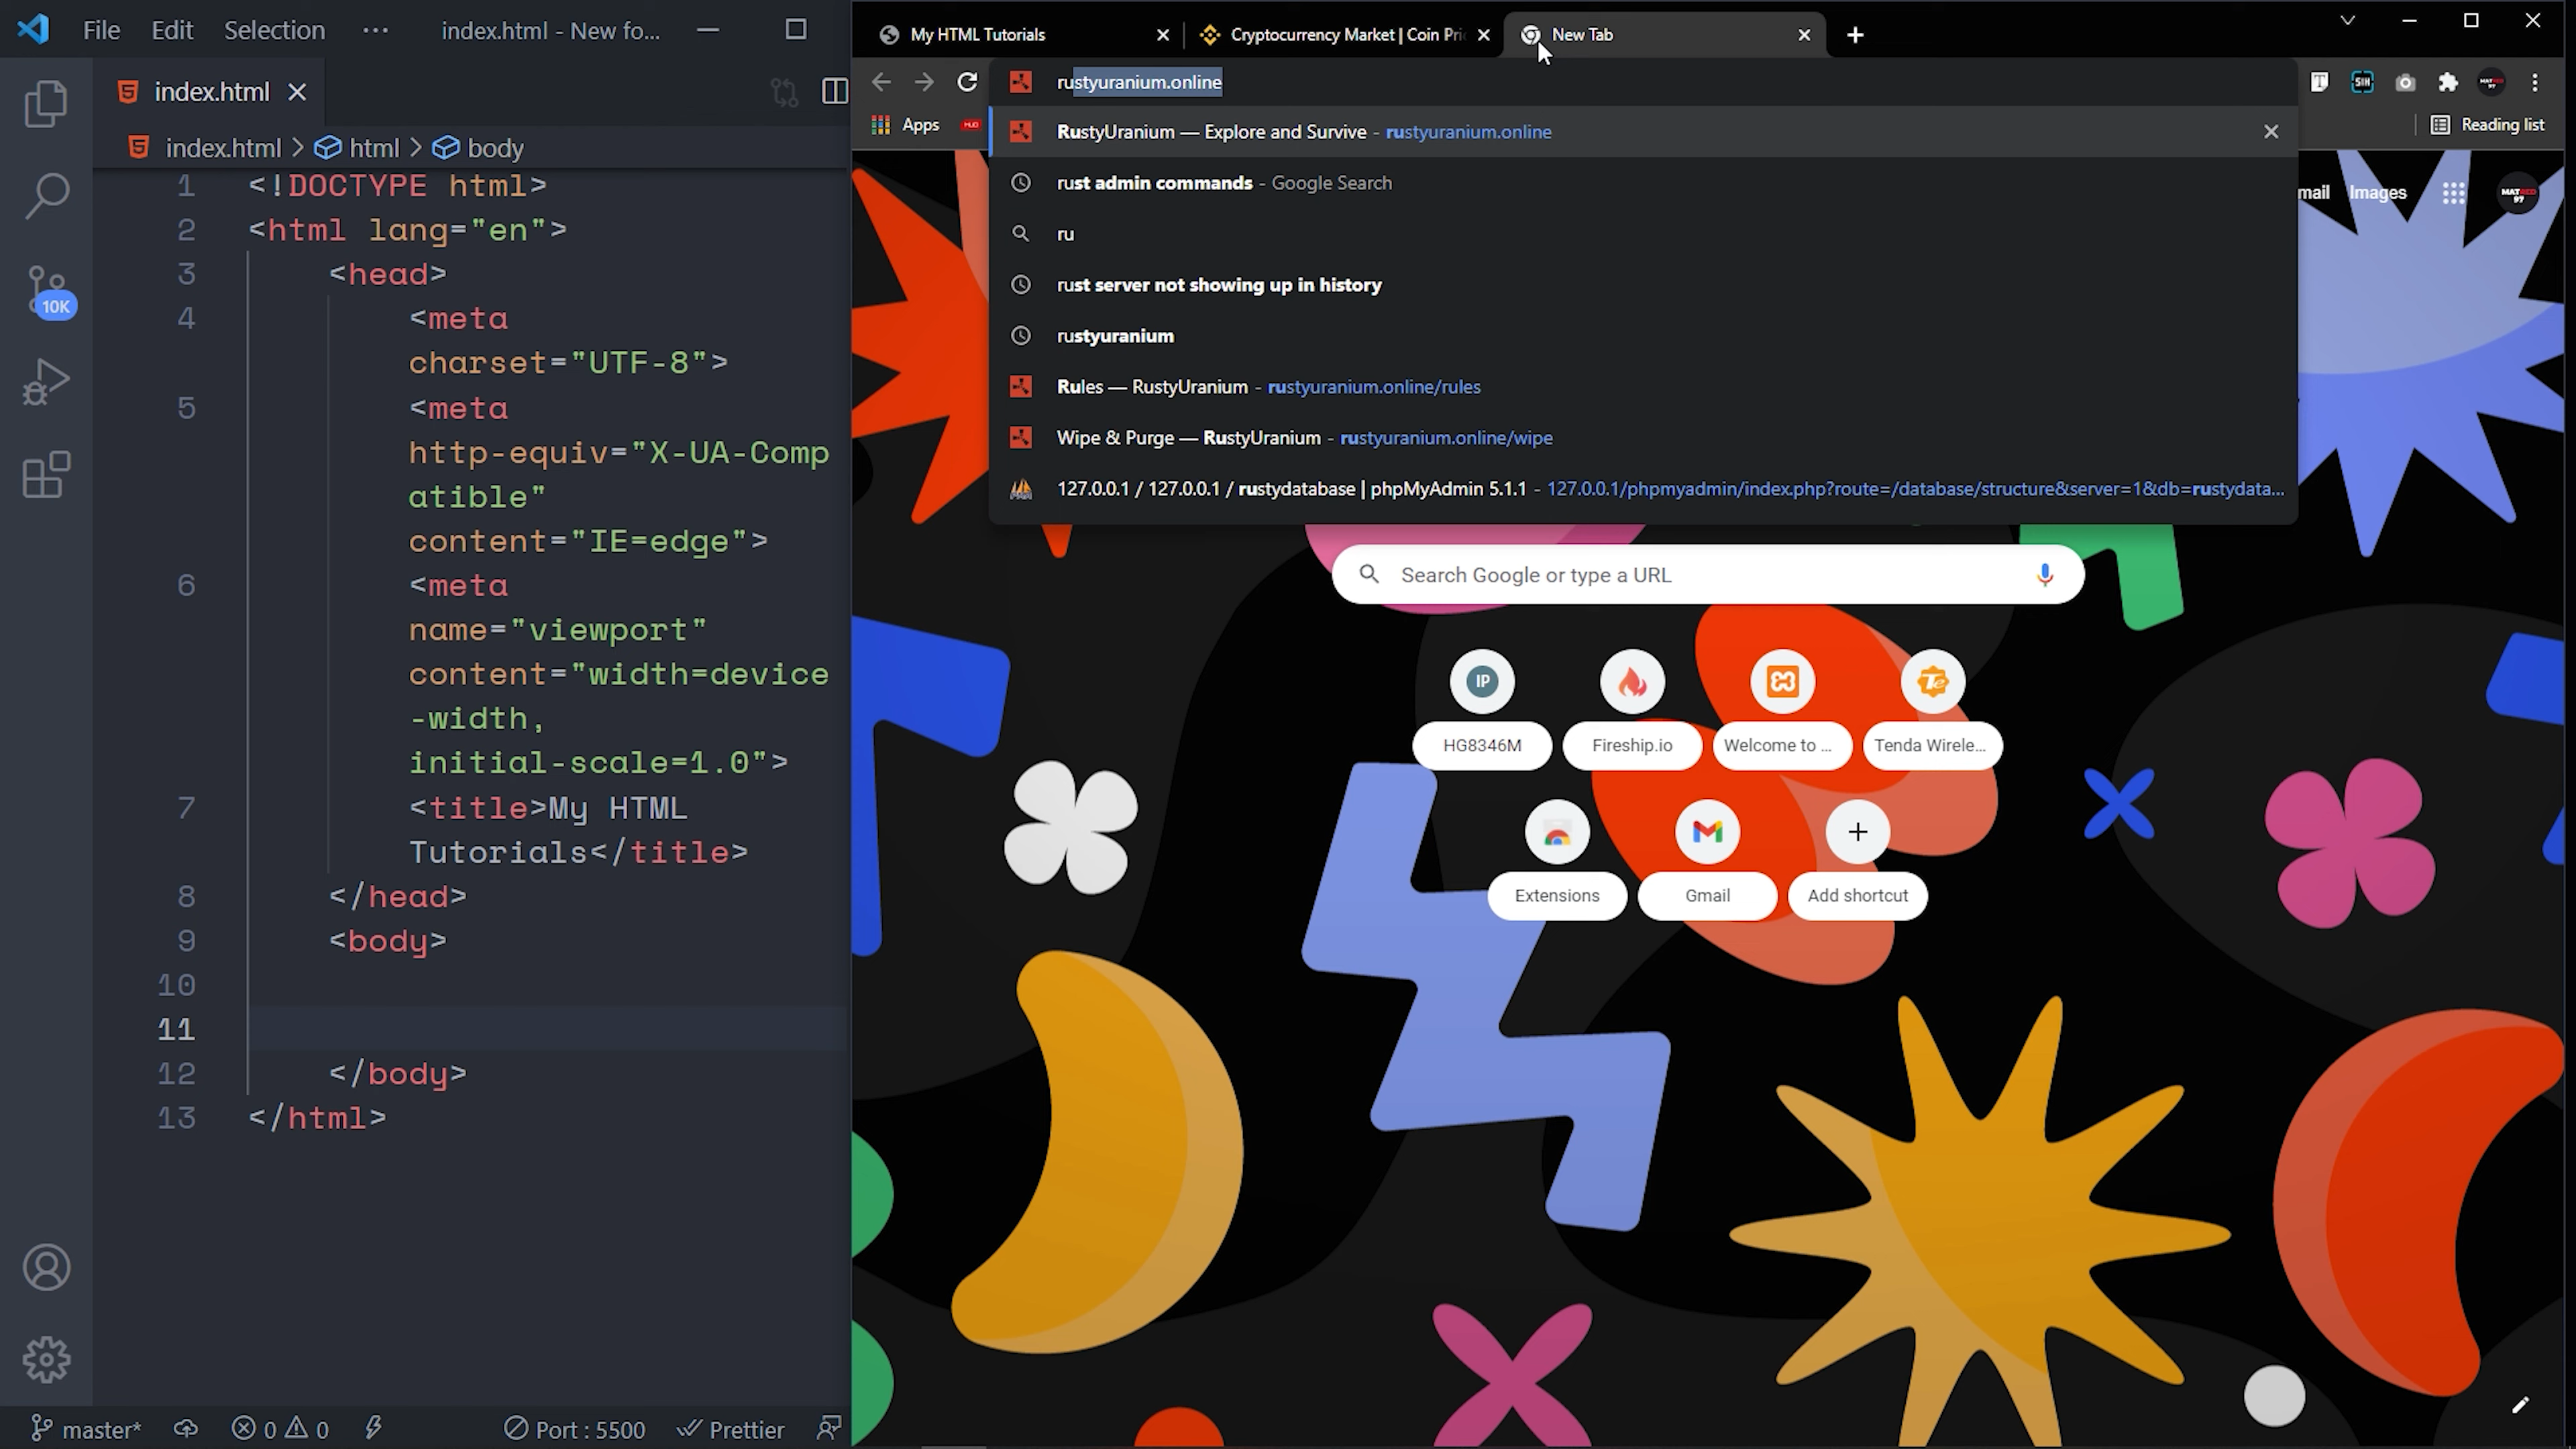 File Edit Selection ··· index.html - New fo...
index.html
index.html > html > body
1 <!DOCTYPE html>
2 <html lang="en">
3 <head>
4 <meta
charset="UTF-8">
5 <meta
http-equiv="X-UA-Comp
atible"
content="IE=edge">
6 <meta
name="viewport"
content="width=device
-width,
initial-scale=1.0">
7 <title>My HTML
Tutorials</title>
8 </head>
9 <body>
10
11
12 </body>
13 </html>
10K
master* 0 0 Port : 5500 Prettier
My HTML Tutorials
Cryptocurrency Market | Coin Pri
New Tab
rustyuranium.online
Apps
Reading list
RustyUranium — Explore and Survive - rustyuranium.online
rust admin commands - Google Search
ru
rust server not showing up in history
rustyuranium
Rules — RustyUranium - rustyuranium.online/rules
Wipe & Purge — RustyUranium - rustyuranium.online/wipe
127.0.0.1 / 127.0.0.1 / rustydatabase | phpMyAdmin 5.1.1 - 127.0.0.1/phpmyadmin/index.php?route=/database/structure&server=1&db=rustydata...
SIH
mail Images
MATRED
97
Search Google or type a URL
IP
HG8346M
Fireship.io
Welcome to ...
Te
Tenda Wirele...
Extensions
Gmail
Add shortcut